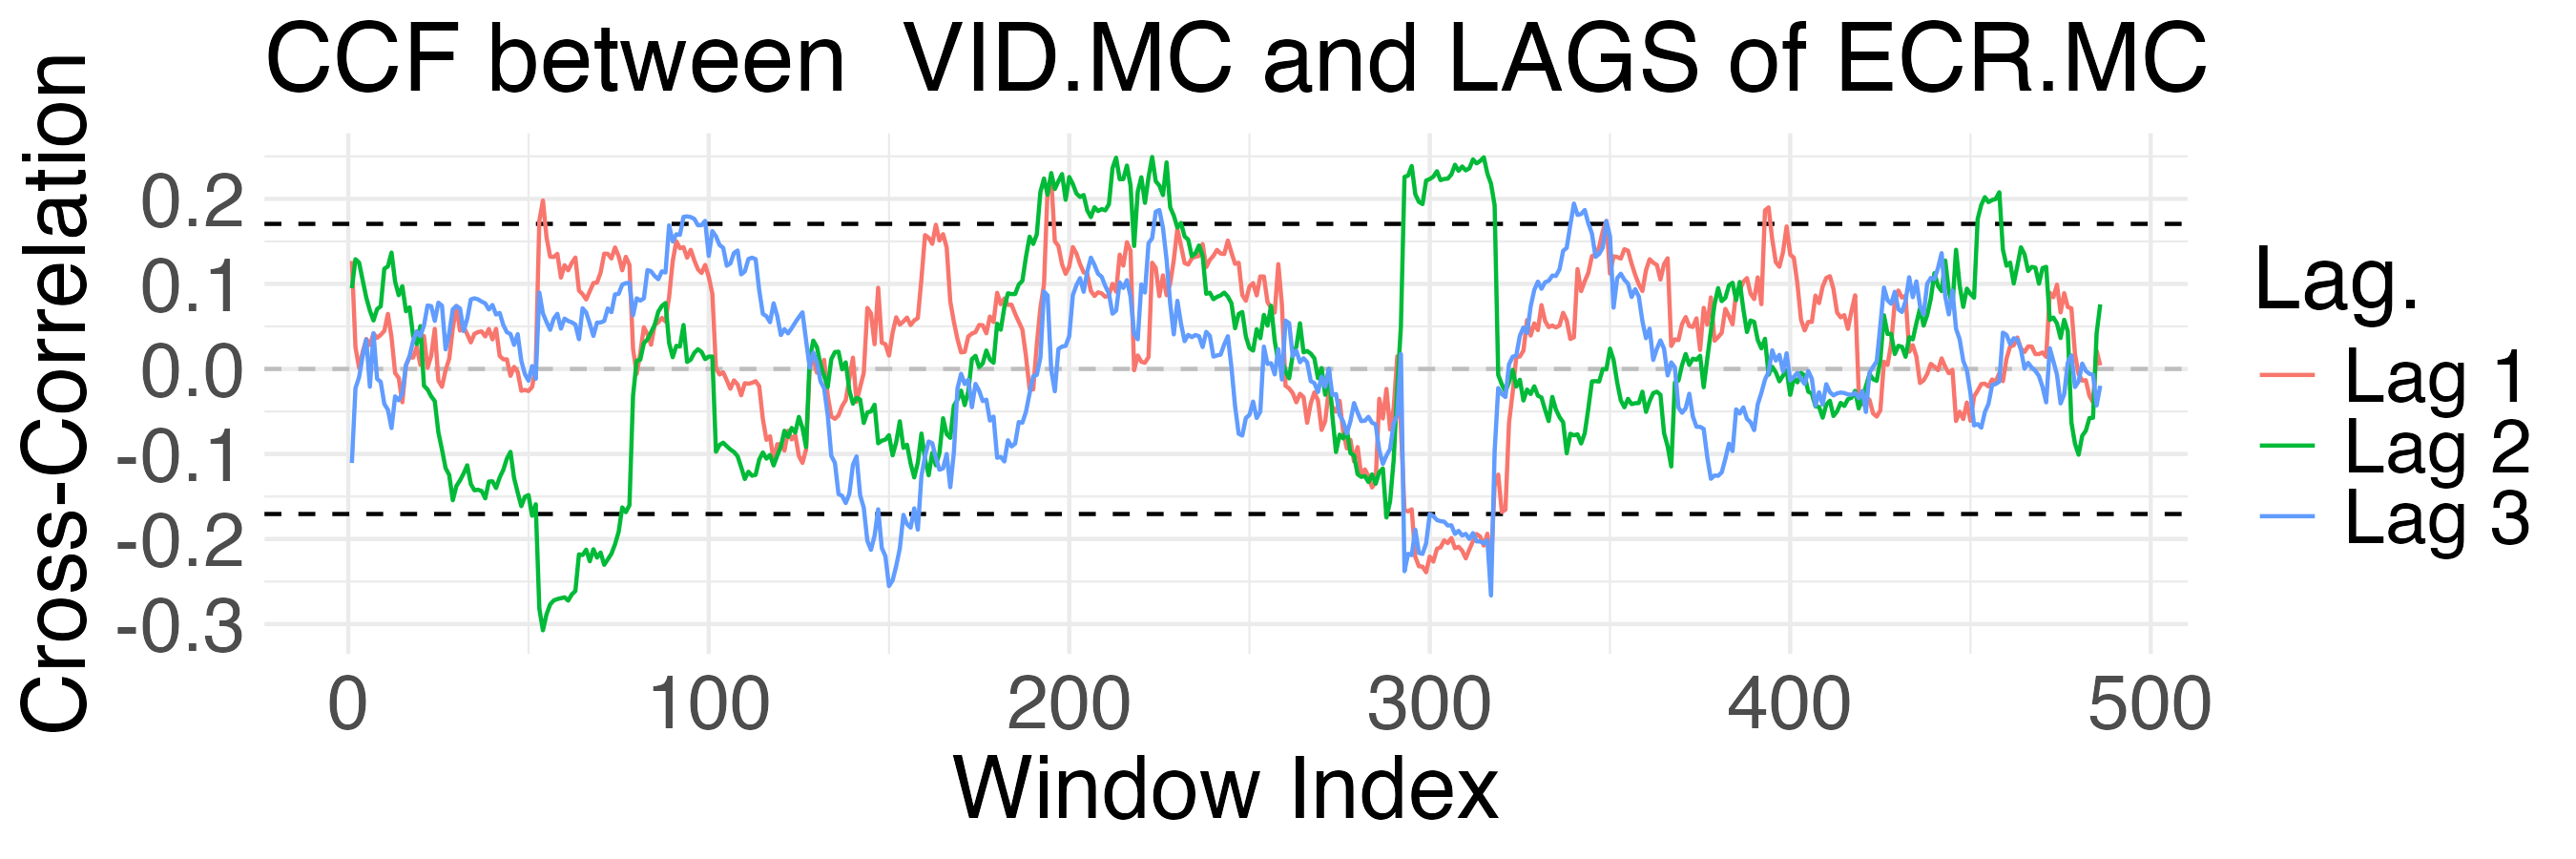 CCF between  VID.MC and LAGS of ECR.MC
Cross-Correlation
0.2
0.1
0.0
-0.1
-0.2
-0.3
0 100 200 300 400 500
Window Index
Lag.
Lag 1
Lag 2
Lag 3